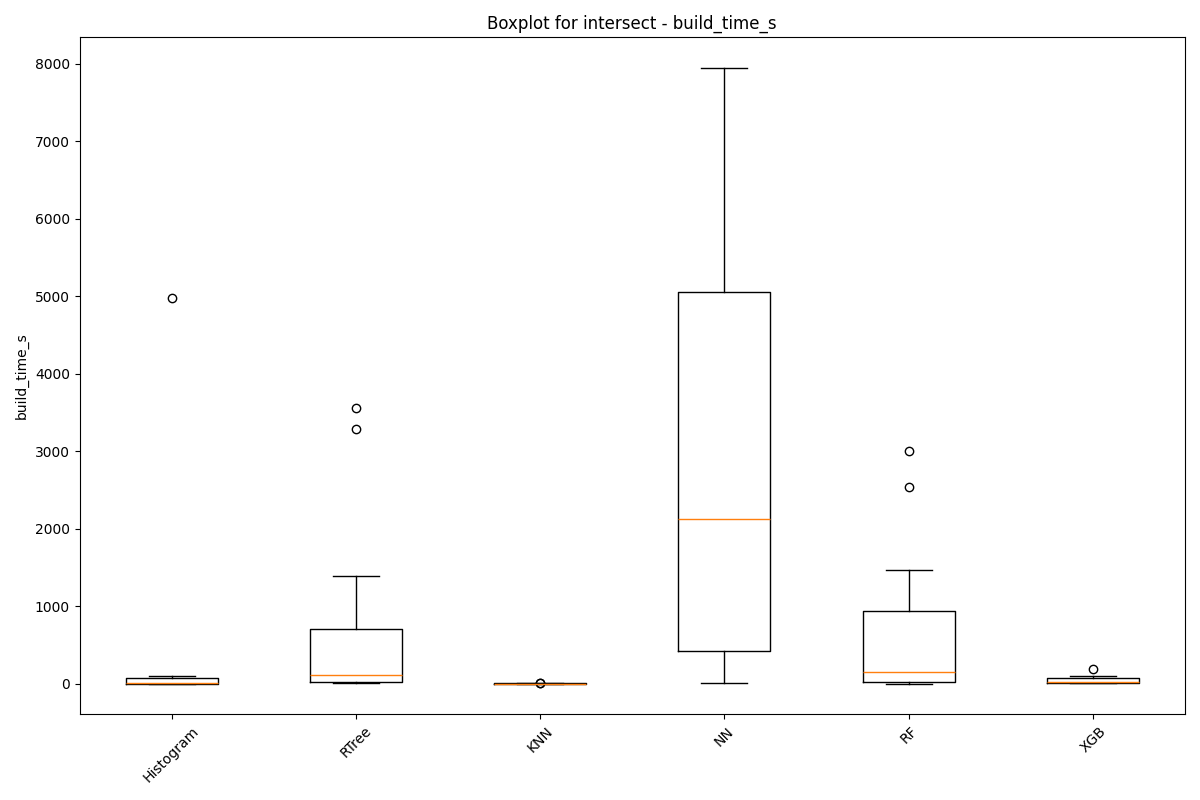 Boxplot for intersect - build_time_s
build_time_s
8000
7000
6000
5000
4000
3000
2000
1000
0
Histogram
RTree
KNN
NN
RF
XGB